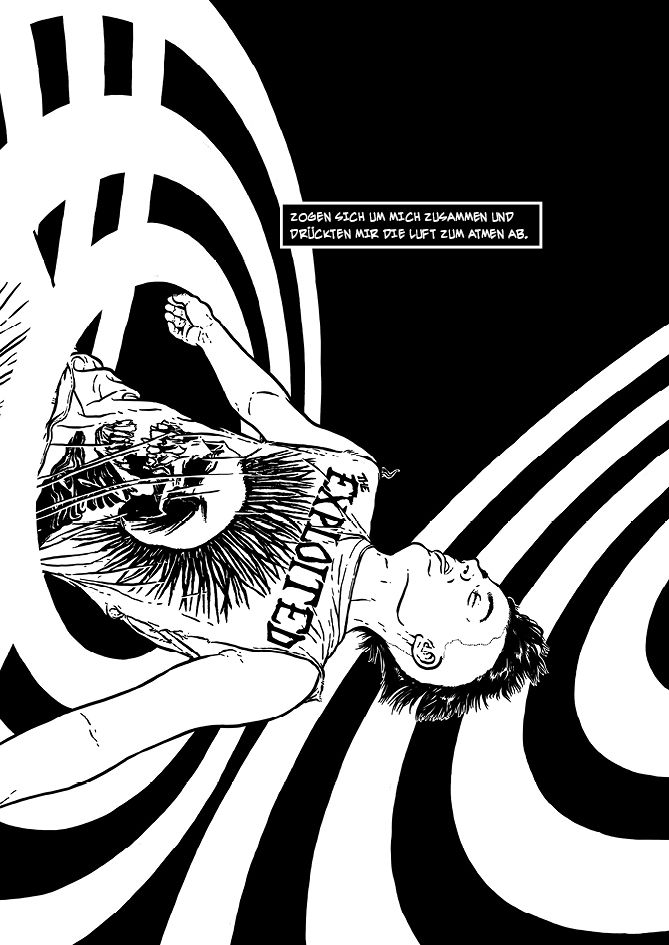 ZOGEN SICH UM MICH ZUSAMMEN UND
DRÜCKTEN MIR DIE LUFT ZUM ATMEN AB.
THE
EXPLOITED